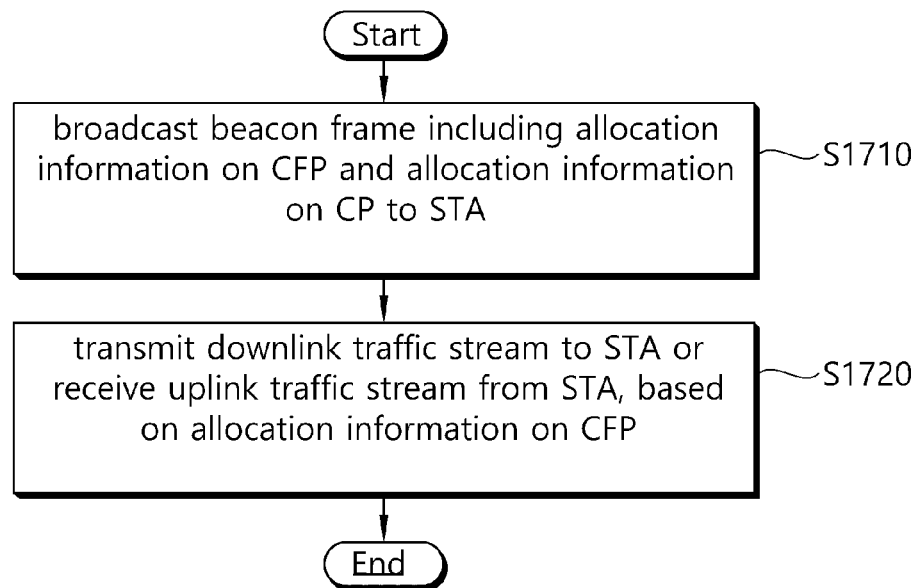 Start
broadcast beacon frame including allocation
information on CFP and allocation information
on CP to STA
S1710
transmit downlink traffic stream to STA or
receive uplink traffic stream from STA, based
on allocation information on CFP
S1720
End